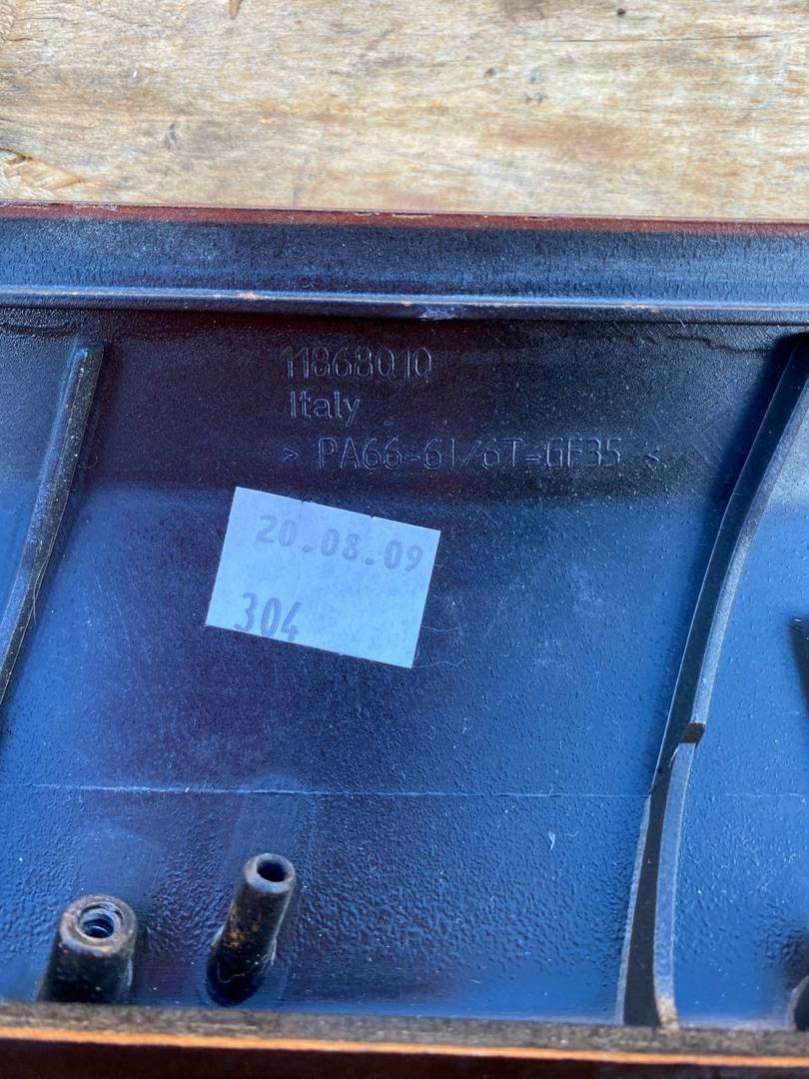 11868010
Italy
> PA66-6I/6T-GF35 <
20.08.09
304